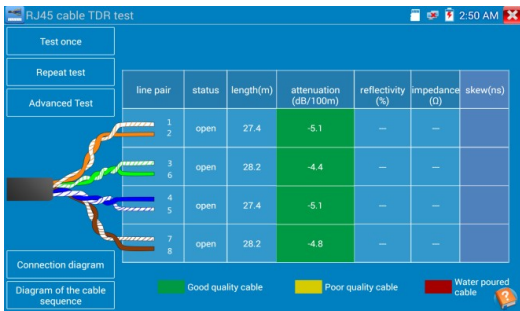 RJ45 cable TDR test
2:50 AM
Test once
Repeat test
Advanced Test
line pair status length(m) attenuation (dB/100m) reflectivity (%) impedance (Ω) skew(ns)
1
2 open 27.4 -5.1 — —
3
6 open 28.2 -4.4 — —
4
5 open 27.4 -5.1 — —
7
8 open 28.2 -4.8 — —
Connection diagram
Diagram of the cable
sequence
Good quality cable
Poor quality cable
Water poured
cable
?